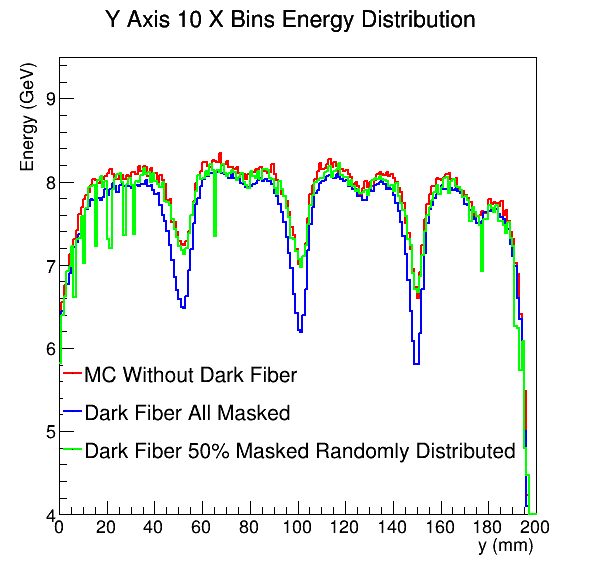 Y Axis 10 X Bins Energy Distribution
Energy (GeV)
9
8
7
6
5
4
MC Without Dark Fiber
Dark Fiber All Masked
Dark Fiber 50% Masked Randomly Distributed
0 20 40 60 80 100 120 140 160 180 200
y (mm)